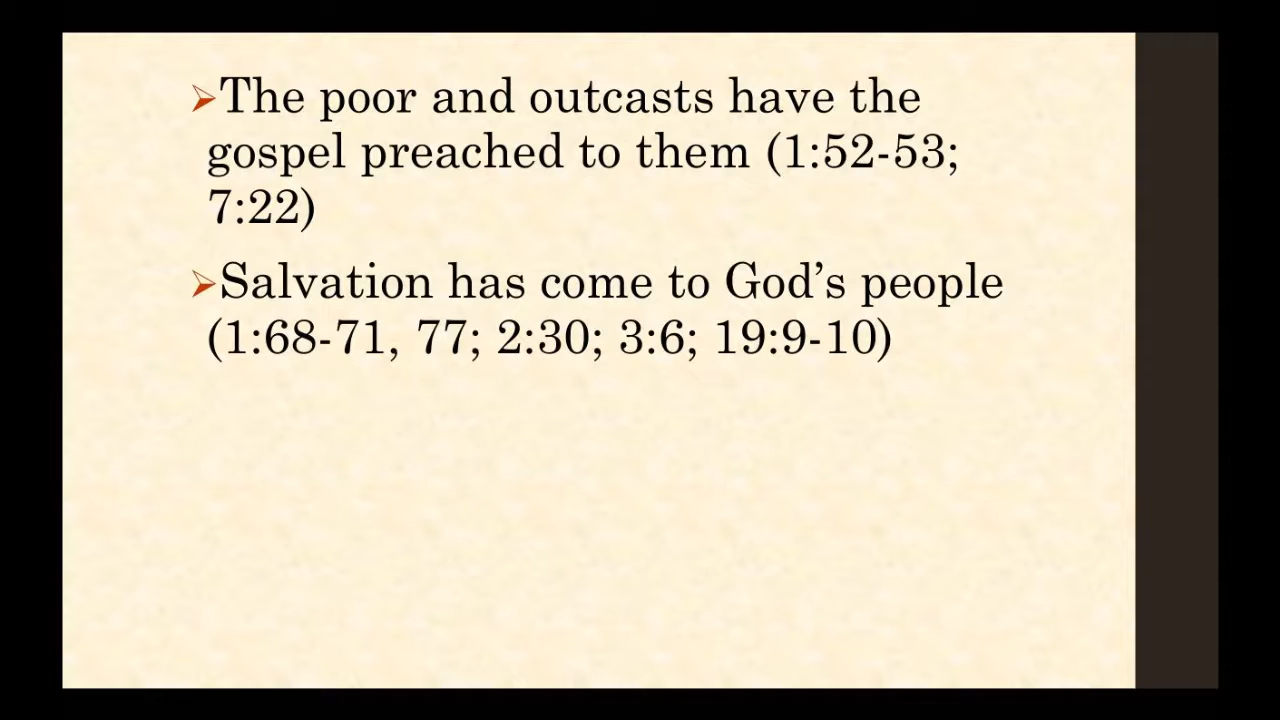 ➢The poor and outcasts have the
gospel preached to them (1:52-53;
7:22)
➢Salvation has come to God’s people
(1:68-71, 77; 2:30; 3:6; 19:9-10)